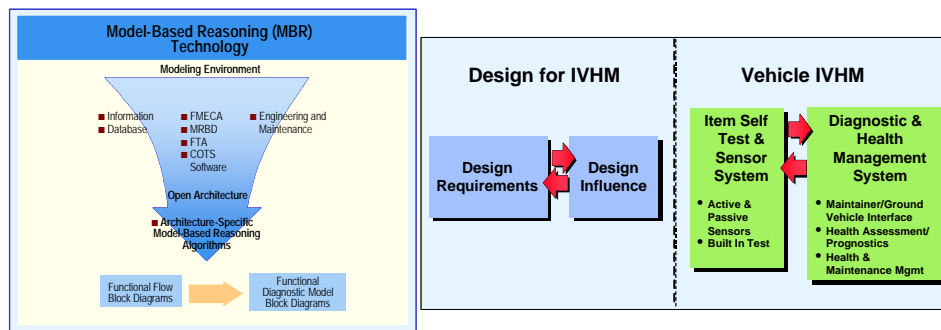 Model-Based Reasoning (MBR)
Technology
Modeling Environment
Information
Database
FMECA
MRBD
FTA
COTS
Software
Engineering and
Maintenance
Open Architecture
Architecture-Specific
Model-Based Reasoning
Algorithms
Functional Flow
Block Diagrams
Functional
Diagnostic Model
Block Diagrams
Design for IVHM
Design
Requirements
Design
Influence
Vehicle IVHM
Item Self
Test &
Sensor
System
• Active &
Passive
Sensors
• Built In Test
Diagnostic &
Health
Management
System
• Maintainer/Ground
Vehicle Interface
• Health Assessment/
Prognostics
• Health &
Maintenance Mgmt